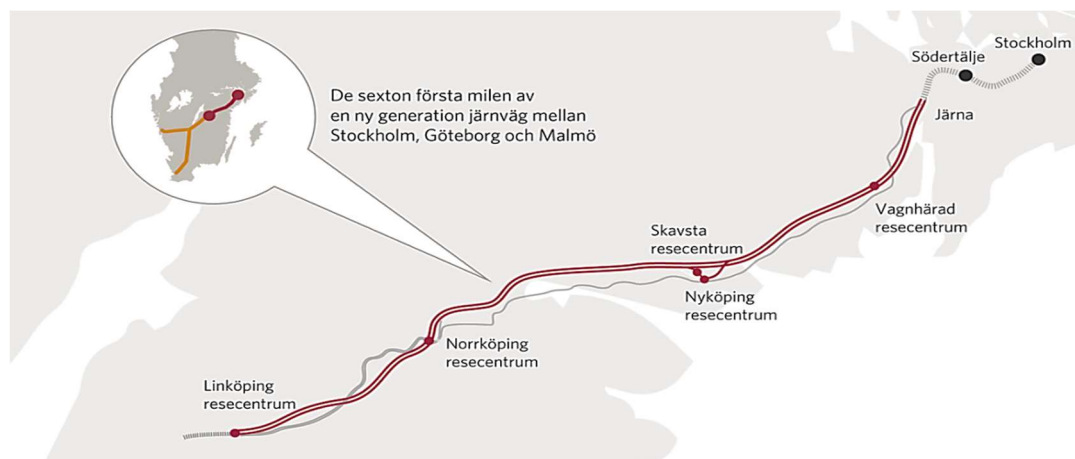 De sexton första milen av
en ny generation järnväg mellan
Stockholm, Göteborg och Malmö
Stockholm
Södertälje
Järna
Vagnhärad
resecentrum
Skavsta
resecentrum
Nyköping
resecentrum
Norrköping
resecentrum
Linköping
resecentrum